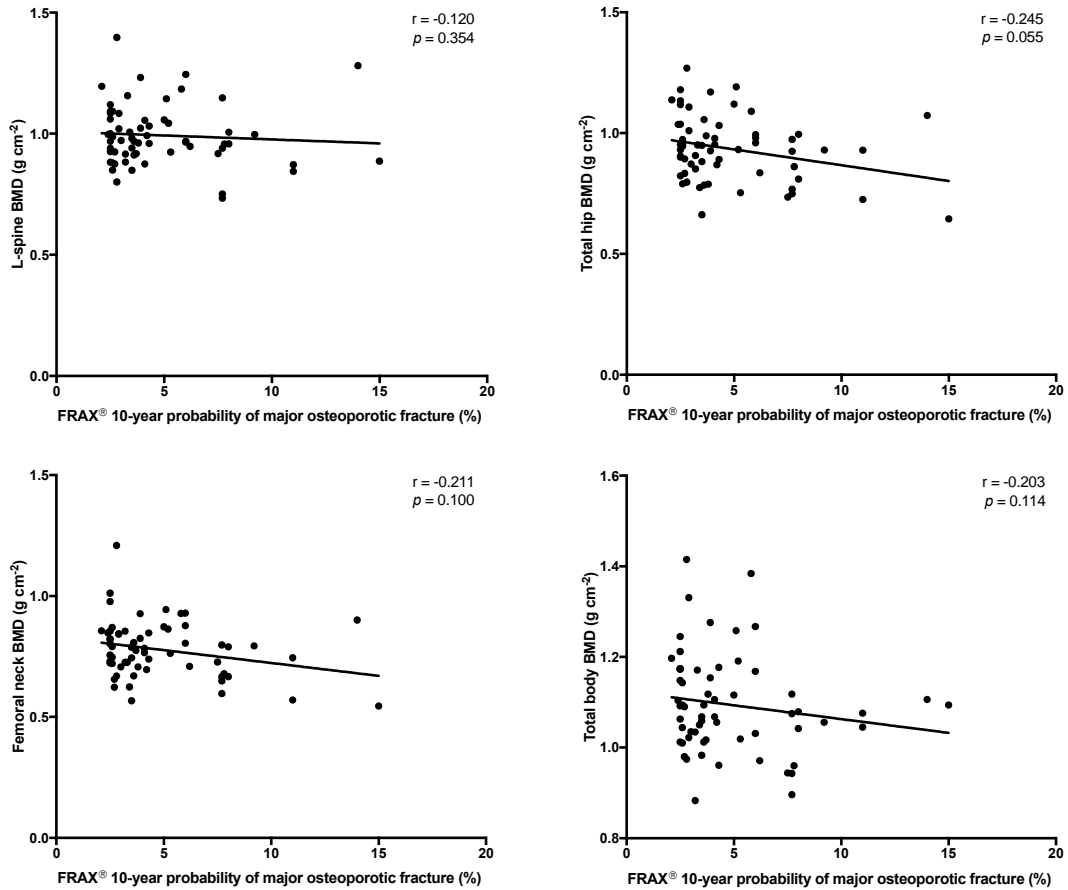 r = -0.120
p = 0.354
1.5
1.0
0.5
0.0
L-spine BMD (g cm⁻²)
0 5 10 15 20
FRAX® 10-year probability of major osteoporotic fracture (%)
r = -0.245
p = 0.055
1.5
1.0
0.5
0.0
Total hip BMD (g cm⁻²)
0 5 10 15 20
FRAX® 10-year probability of major osteoporotic fracture (%)
r = -0.211
p = 0.100
1.5
1.0
0.5
0.0
Femoral neck BMD (g cm⁻²)
0 5 10 15 20
FRAX® 10-year probability of major osteoporotic fracture (%)
r = -0.203
p = 0.114
1.6
1.4
1.2
1.0
0.8
Total body BMD (g cm⁻²)
0 5 10 15 20
FRAX® 10-year probability of major osteoporotic fracture (%)